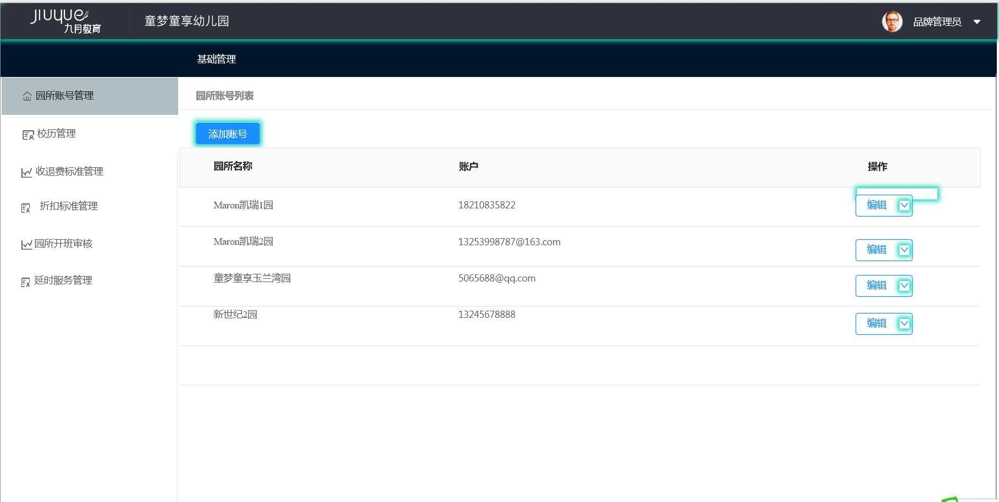 JIUYUE
九月教育
童梦童享幼儿园
品牌管理员
基础管理
园所账号管理
校历管理
收退费标准管理
折扣标准管理
园所开班审核
延时服务管理
园所账号列表
添加账号
园所名称 账户 操作
Maron凯瑞1园 18210835822 编辑
Maron凯瑞2园 13253998787@163.com 编辑
童梦童享玉兰湾园 5065688@qq.com 编辑
新世纪2园 13245678888 编辑